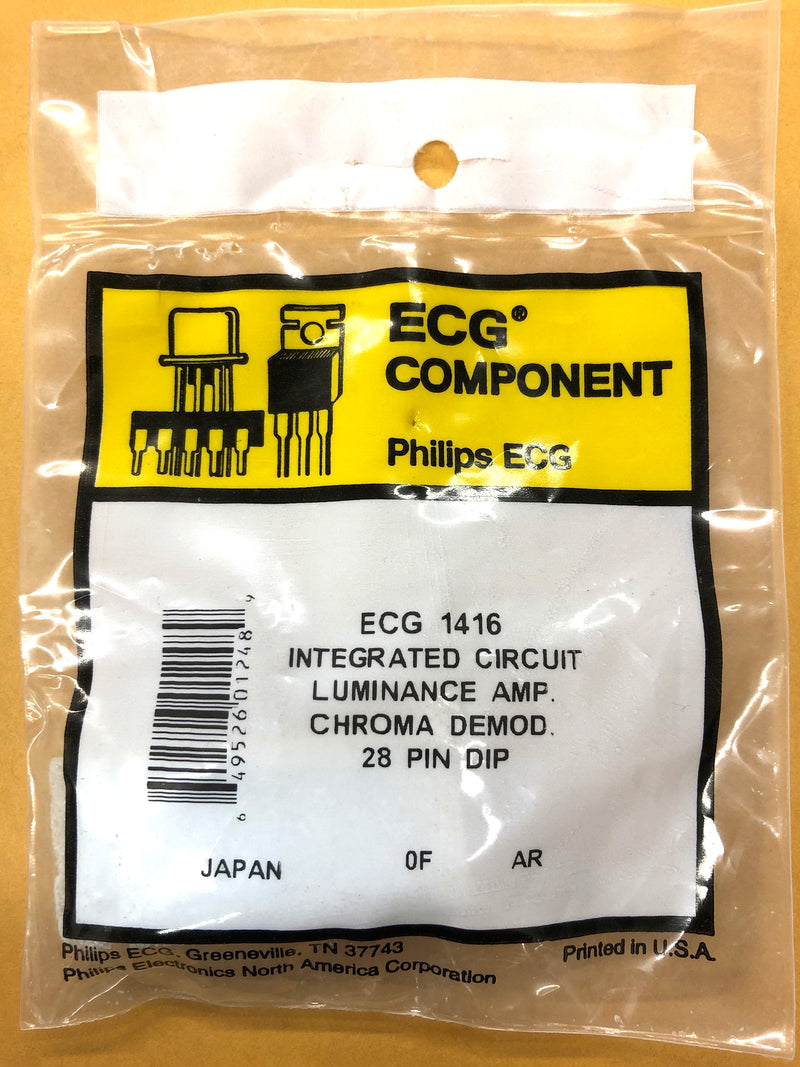 ECG®
COMPONENT
Philips ECG
ECG 1416
INTEGRATED CIRCUIT
LUMINANCE AMP.
CHROMA DEMOD.
28 PIN DIP
6 49526 01248 9
JAPAN 0F AR
Philips ECG, Greeneville, TN 37743
Philips Electronics North America Corporation
Printed in U.S.A.